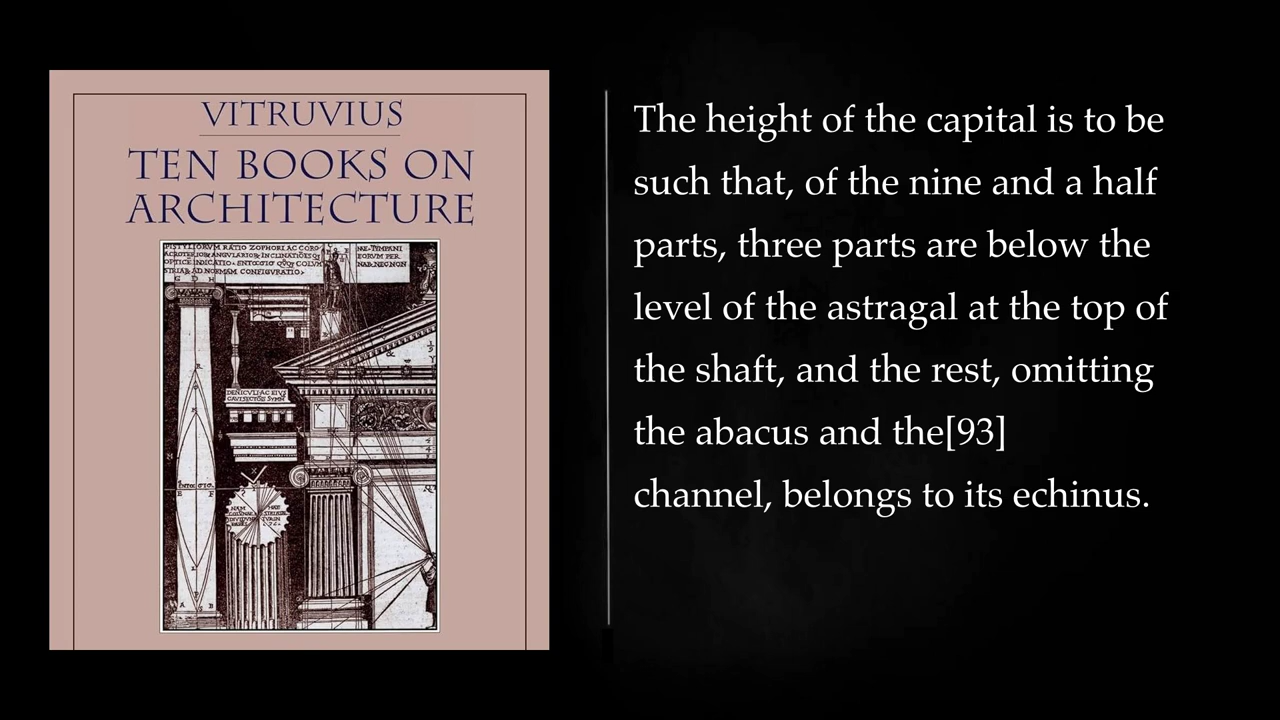 VITRUVIUS
TEN BOOKS ON
ARCHITECTURE
The height of the capital is to be
such that, of the nine and a half
parts, three parts are below the
level of the astragal at the top of
the shaft, and the rest, omitting
the abacus and the[93]
channel, belongs to its echinus.